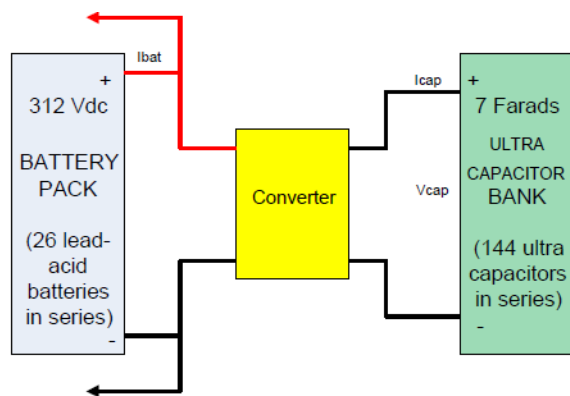 Ibat
+
312 Vdc
BATTERY
PACK
(26 lead-
acid
batteries
in series)
-
Converter
Icap
Vcap
+
7 Farads
ULTRA
CAPACITOR
BANK
(144 ultra
capacitors
in series)
-